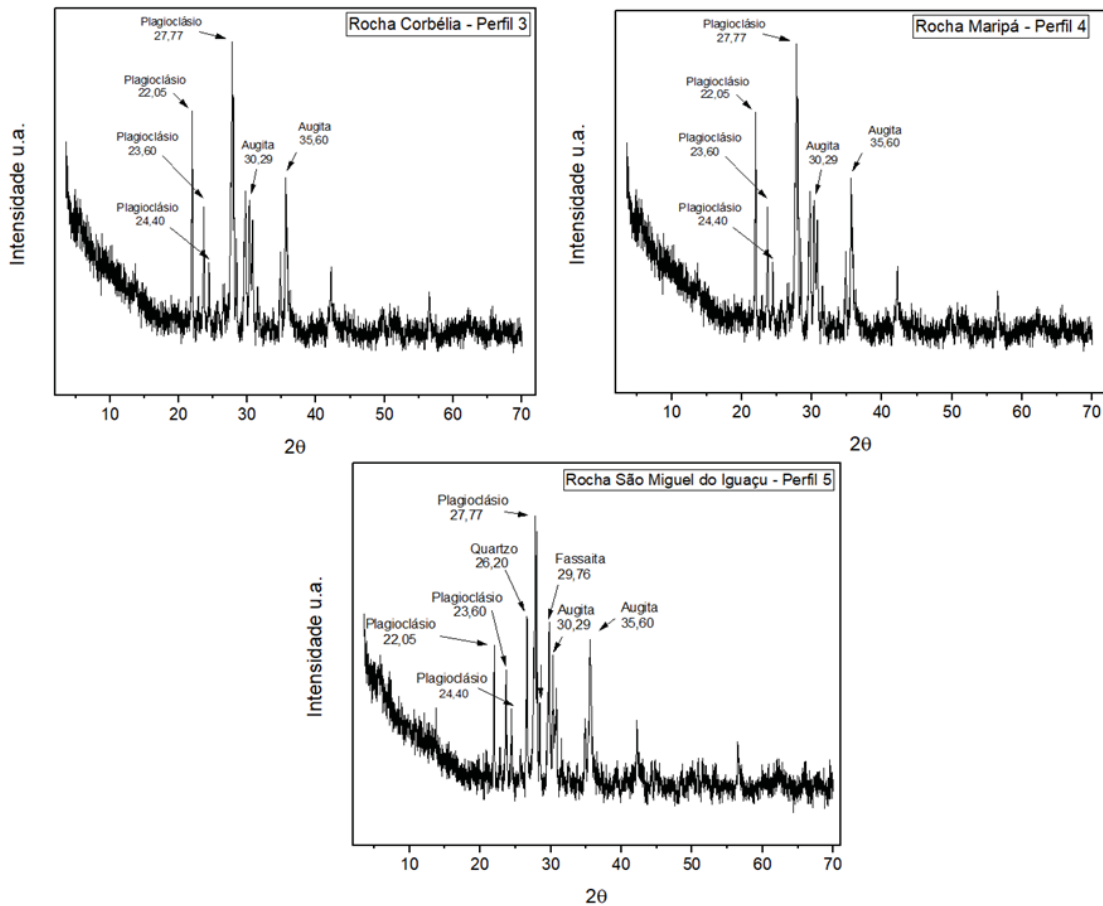 Rocha Corbélia - Perfil 3
Plagioclásio
27,77
Plagioclásio
22,05
Plagioclásio
23,60
Plagioclásio
24,40
Augita
30,29
Augita
35,60
Intensidade u.a.
10 20 30 40 50 60 70
2θ
Rocha Maripá - Perfil 4
Plagioclásio
27,77
Plagioclásio
22,05
Plagioclásio
23,60
Plagioclásio
24,40
Augita
30,29
Augita
35,60
Intensidade u.a.
10 20 30 40 50 60 70
2θ
Rocha São Miguel do Iguaçu - Perfil 5
Plagioclásio
27,77
Quartzo
26,20
Fassaita
29,76
Plagioclásio
23,60
Augita
30,29
Augita
35,60
Plagioclásio
22,05
Plagioclásio
24,40
Intensidade u.a.
10 20 30 40 50 60 70
2θ